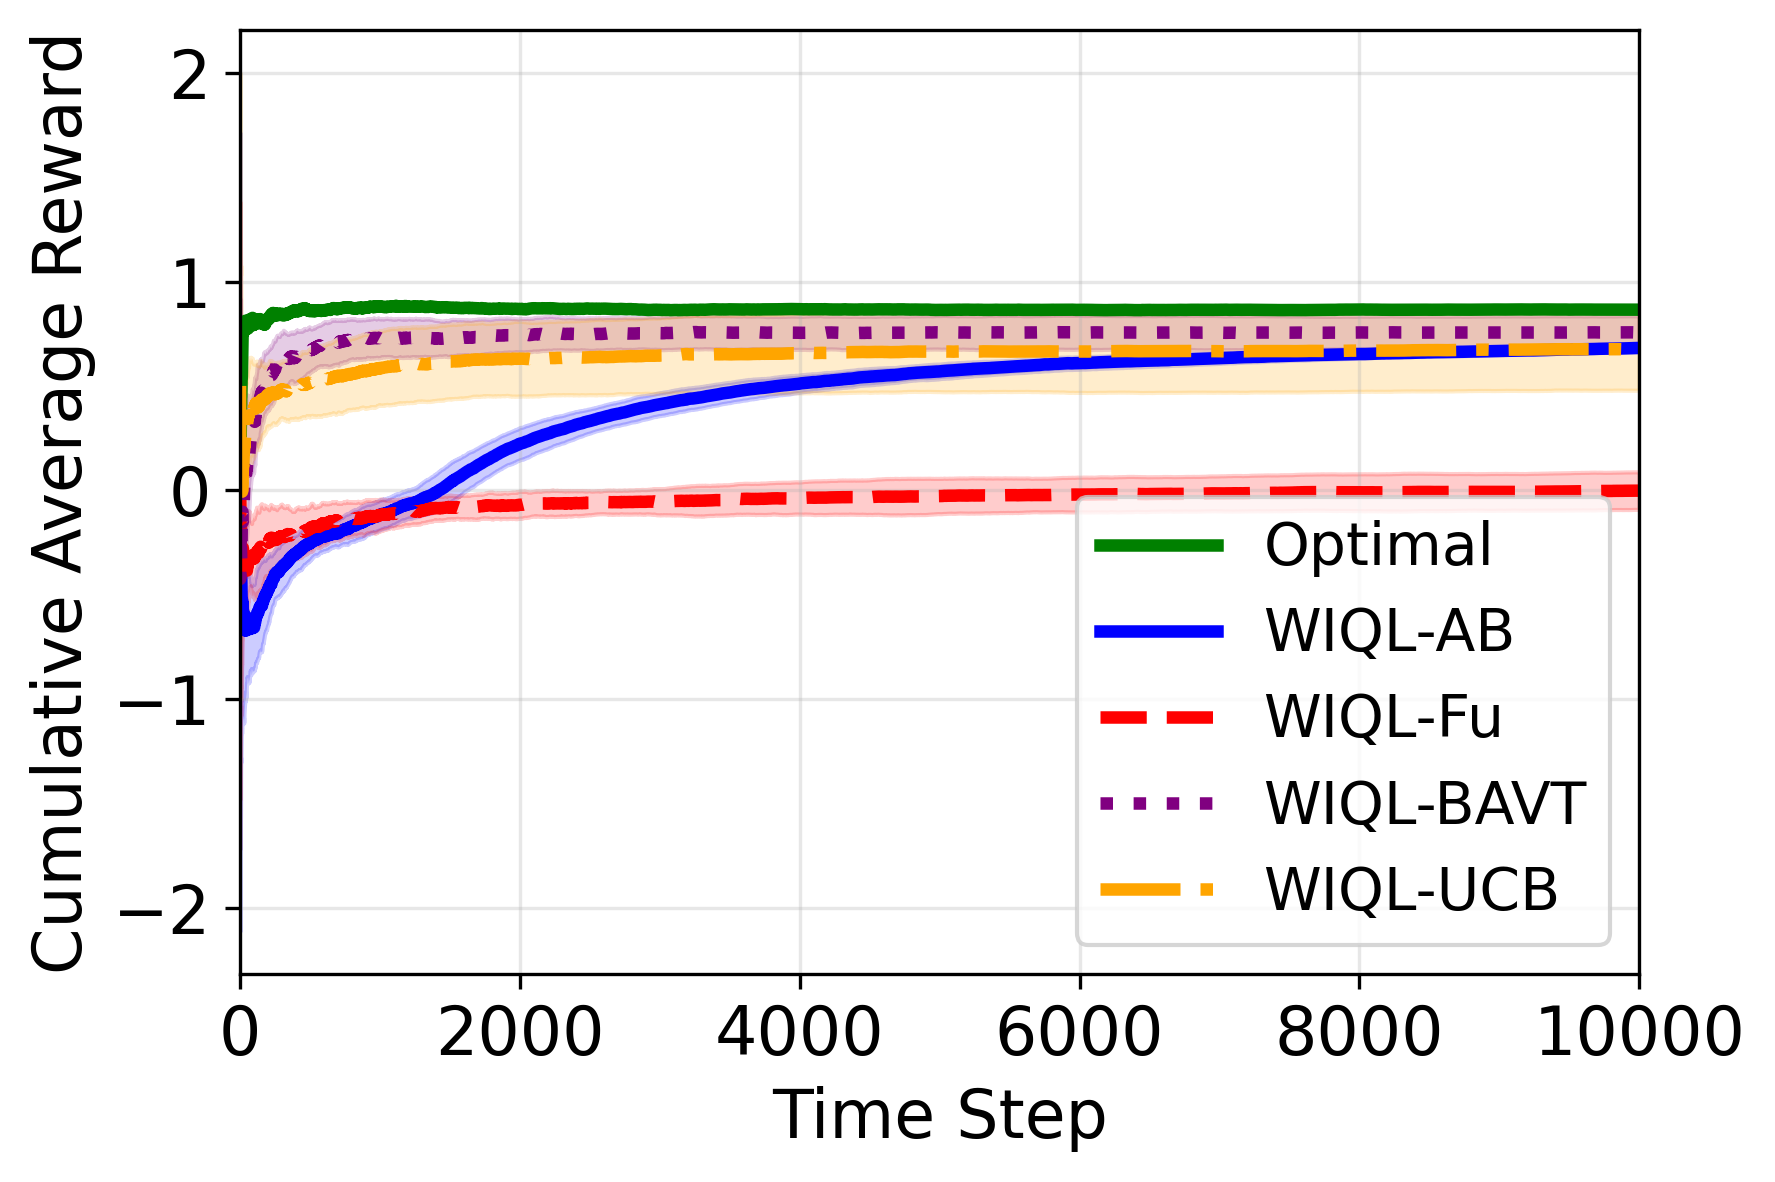 Cumulative Average Reward
2
1
0
−1
−2
0 2000 4000 6000 8000 10000
Time Step
Optimal
WIQL-AB
WIQL-Fu
WIQL-BAVT
WIQL-UCB